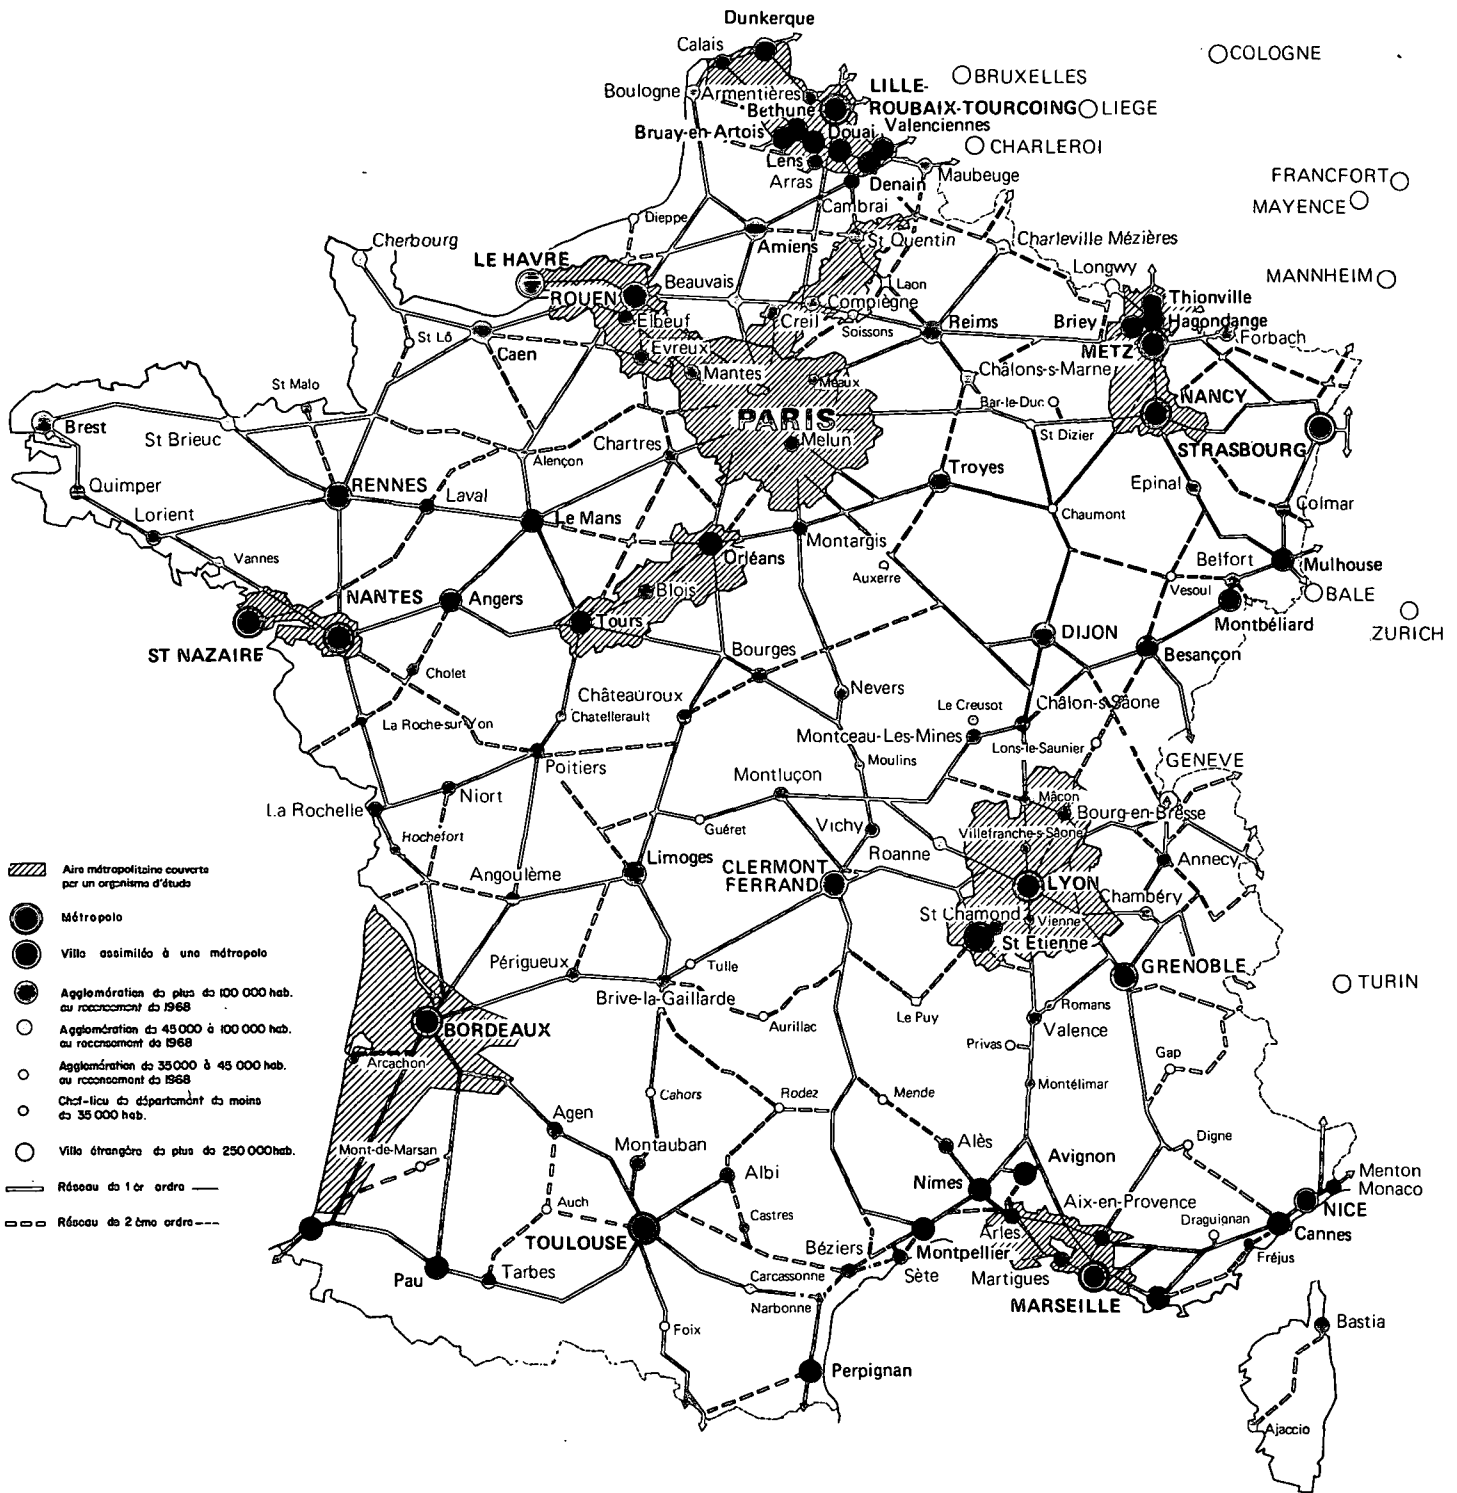 Dunkerque
Calais
COLOGNE
BRUXELLES
Boulogne
Armentières
LILLE-
ROUBAIX-TOURCOING
LIEGE
Bethune
Bruay-en-Artois
Douai
Valenciennes
CHARLEROI
Lens
Arras
Denain
Maubeuge
FRANCFORT
MAYENCE
Cambrai
Dieppe
Amiens
St Quentin
Charleville Mézières
Cherbourg
LE HAVRE
Longwy
MANNHEIM
ROUEN
Beauvais
Laon
Compiègne
Thionville
Elbeuf
Creil
Soissons
Reims
Briey
Hagondange
St Lô
Caen
Evreux
METZ
Forbach
Mantes
Meaux
Châlons-s-Marne
St Malo
Bar-le-Duc
NANCY
Brest
St Brieuc
PARIS
Melun
St Dizier
STRASBOURG
Chartres
Alençon
Troyes
Quimper
RENNES
Laval
Epinal
Colmar
Lorient
Le Mans
Chaumont
Montargis
Vannes
Orléans
Auxerre
Belfort
Mulhouse
Vesoul
BALE
NANTES
Angers
Blois
Montbéliard
ZURICH
Tours
DIJON
ST NAZAIRE
Besançon
Bourges
Cholet
Châteauroux
Nevers
La Roche-sur-Yon
Chatellerault
Le Creusot
Châlon-s-Saône
Montceau-Les-Mines
Lons-le-Saunier
Poitiers
Moulins
GENEVE
Montluçon
Niort
La Rochelle
Mâcon
Bourg-en-Bresse
Guéret
Vichy
Villefranche-s-Saône
Hochefort
Roanne
Limoges
Annecy
Angoulème
CLERMONT
FERRAND
LYON
Chambéry
St Chamond
Vienne
St Etienne
Périgueux
Tulle
GRENOBLE
Brive-la-Gaillarde
TURIN
Aurillac
Le Puy
Romans
Valence
BORDEAUX
Privas
Arcachon
Gap
Cahors
Rodez
Mende
Montélimar
Agen
Montauban
Alès
Digne
Mont-de-Marsan
Albi
Avignon
Menton
Monaco
Nimes
Aix-en-Provence
NICE
Auch
Castres
Arles
Draguignan
Cannes
TOULOUSE
Béziers
Montpellier
Fréjus
Pau
Tarbes
Carcassonne
Sète
Martigues
Narbonne
MARSEILLE
Foix
Bastia
Perpignan
Ajaccio
Aire métropolitaine couverte
par un organisme d'étude
Métropole
Ville assimilée à une métropole
Agglomération de plus de 100 000 hab.
au recensement de 1968
Agglomération de 45000 à 100 000 hab.
au recensement de 1968
Agglomération de 35000 à 45 000 hab.
au recensement de 1968
Chef-lieu de département de moins
de 35 000 hab.
Ville étrangère de plus de 250 000hab.
Réseau de 1er ordre
Réseau de 2ème ordre